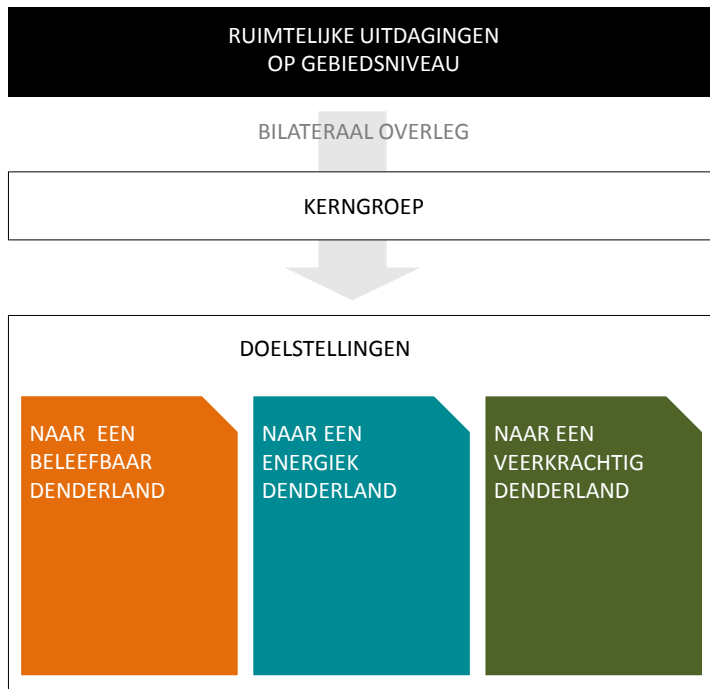 RUIMTELIJKE UITDAGINGEN
OP GEBIEDSNIVEAU
BILATERAAL OVERLEG
KERNGROEP
DOELSTELLINGEN
NAAR EEN
BELEEFBAAR
DENDERLAND
NAAR EEN
ENERGIEK
DENDERLAND
NAAR EEN
VEERKRACHTIG
DENDERLAND